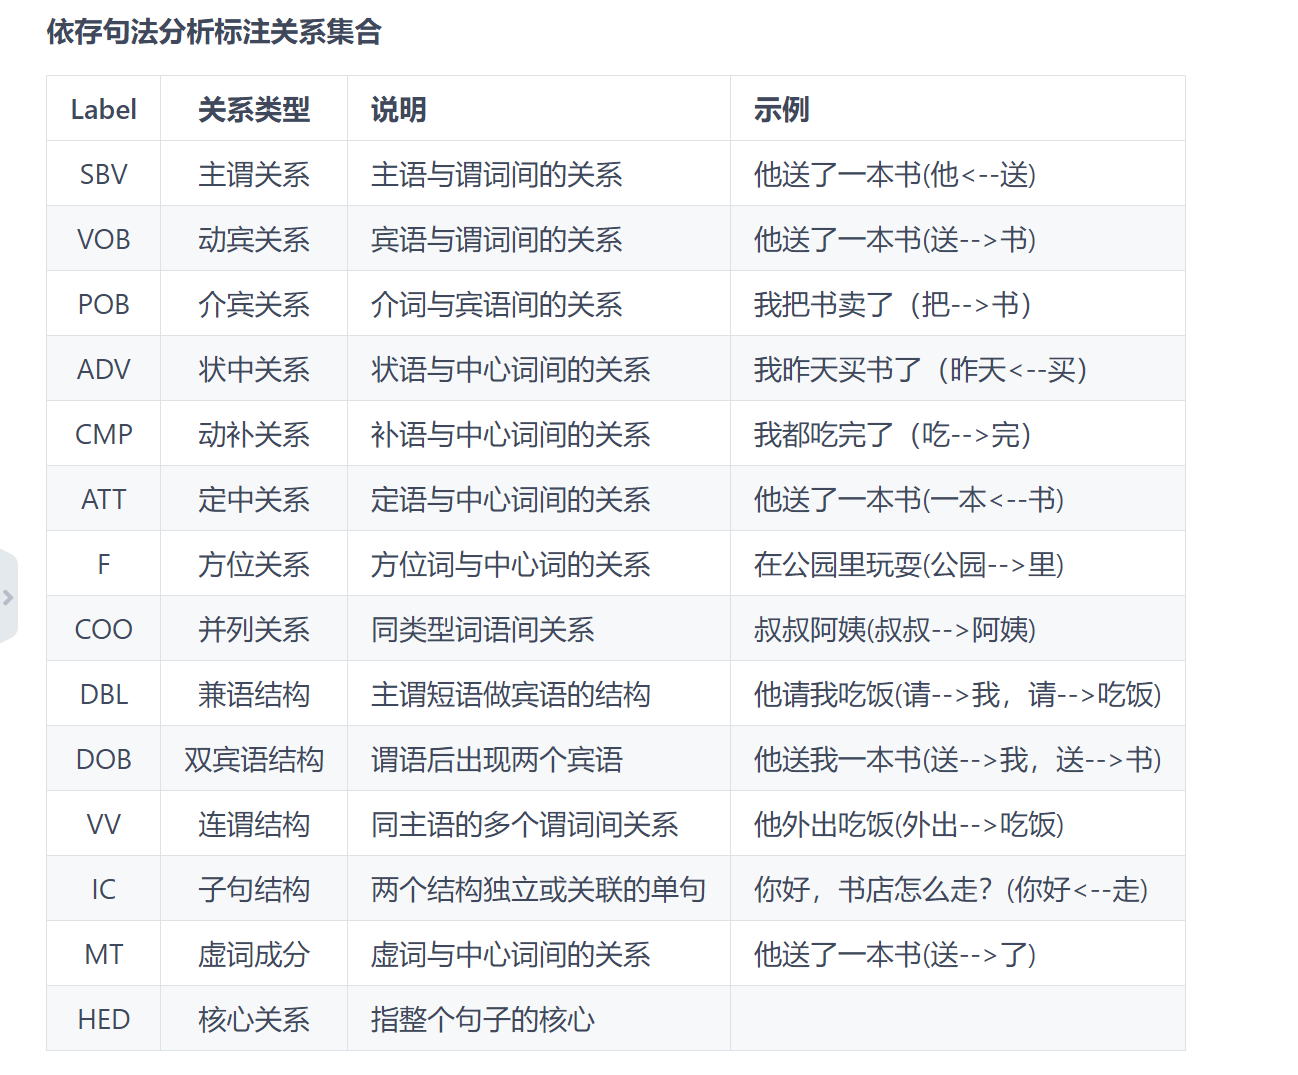 依存句法分析标注关系集合
Label 关系类型 说明 示例
SBV 主谓关系 主语与谓词间的关系 他送了一本书(他<--送)
VOB 动宾关系 宾语与谓词间的关系 他送了一本书(送-->书)
POB 介宾关系 介词与宾语间的关系 我把书卖了（把-->书）
ADV 状中关系 状语与中心词间的关系 我昨天买书了（昨天<--买）
CMP 动补关系 补语与中心词间的关系 我都吃完了（吃-->完）
ATT 定中关系 定语与中心词间的关系 他送了一本书(一本<--书)
F 方位关系 方位词与中心词的关系 在公园里玩耍(公园-->里)
COO 并列关系 同类型词语间关系 叔叔阿姨(叔叔-->阿姨)
DBL 兼语结构 主谓短语做宾语的结构 他请我吃饭(请-->我，请-->吃饭)
DOB 双宾语结构 谓语后出现两个宾语 他送我一本书(送-->我，送-->书)
VV 连谓结构 同主语的多个谓词间关系 他外出吃饭(外出-->吃饭)
IC 子句结构 两个结构独立或关联的单句 你好，书店怎么走？(你好<--走)
MT 虚词成分 虚词与中心词间的关系 他送了一本书(送-->了)
HED 核心关系 指整个句子的核心